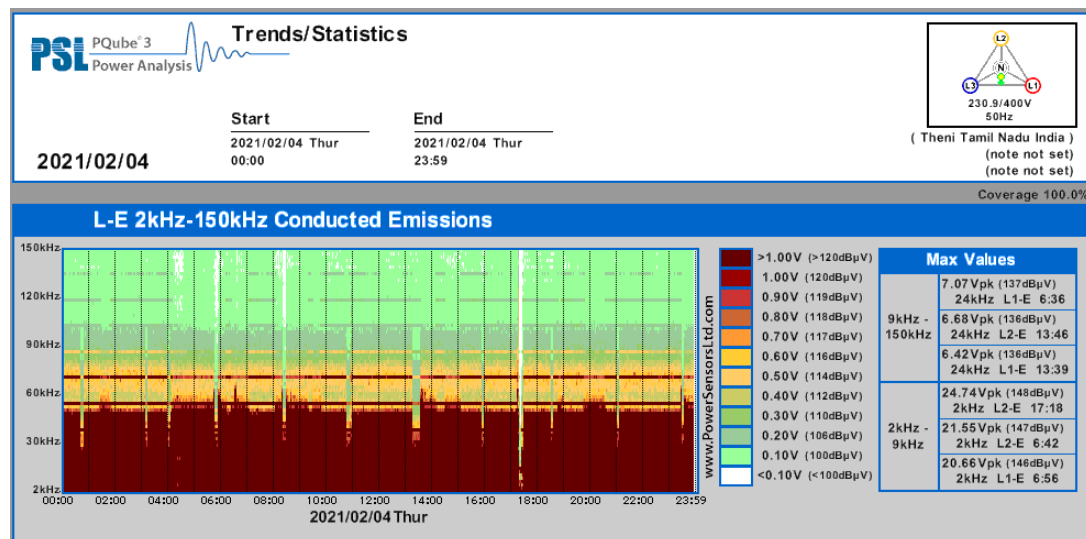 PSL PQube® 3
Power Analysis
Trends/Statistics
Start
2021/02/04 Thur
00:00
End
2021/02/04 Thur
23:59
2021/02/04
L2
N
L3
L1
230.9/400V
50Hz
( Theni Tamil Nadu India )
(note not set)
(note not set)
Coverage 100.0%
L-E 2kHz-150kHz Conducted Emissions
150kHz
120kHz
90kHz
60kHz
30kHz
2kHz
00:00 02:00 04:00 06:00 08:00 10:00 12:00 14:00 16:00 18:00 20:00 22:00 23:59
2021/02/04 Thur
www.PowerSensorsLtd.com
>1.00V (>120dBµV)
1.00V (120dBµV)
0.90V (119dBµV)
0.80V (118dBµV)
0.70V (117dBµV)
0.60V (116dBµV)
0.50V (114dBµV)
0.40V (112dBµV)
0.30V (110dBµV)
0.20V (106dBµV)
0.10V (100dBµV)
<0.10V (<100dBµV)
Max Values
9kHz -
150kHz
7.07Vpk (137dBµV)
24kHz L1-E 6:36
6.68Vpk (136dBµV)
24kHz L2-E 13:46
6.42Vpk (136dBµV)
24kHz L1-E 13:39
2kHz -
9kHz
24.74Vpk (148dBµV)
2kHz L2-E 17:18
21.55Vpk (147dBµV)
2kHz L2-E 6:42
20.66Vpk (146dBµV)
2kHz L1-E 6:56